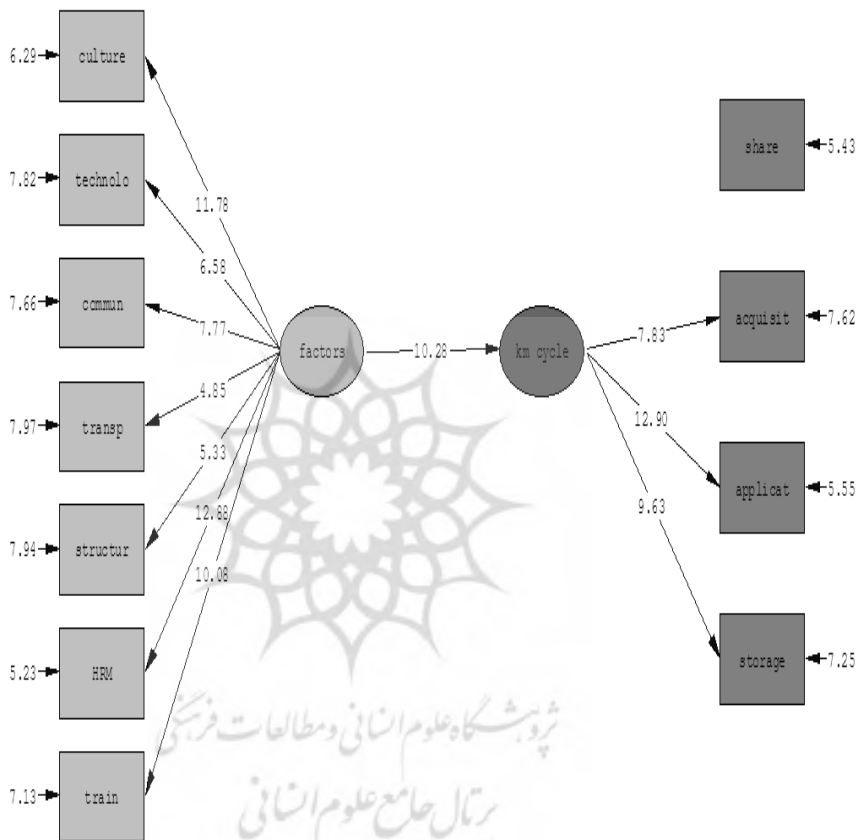 6.29
culture
7.82
technolo
7.66
commun
7.97
transp
7.94
structur
5.23
HRM
7.13
train
11.78
6.58
7.77
4.85
5.33
12.88
10.08
factors
10.28
km cycle
7.83
12.90
9.63
share
5.43
acquisit
7.62
applicat
5.55
storage
7.25
پژوهشگاه علوم انسانی و مطالعات فرهنگی
پرتال جامع علوم انسانی